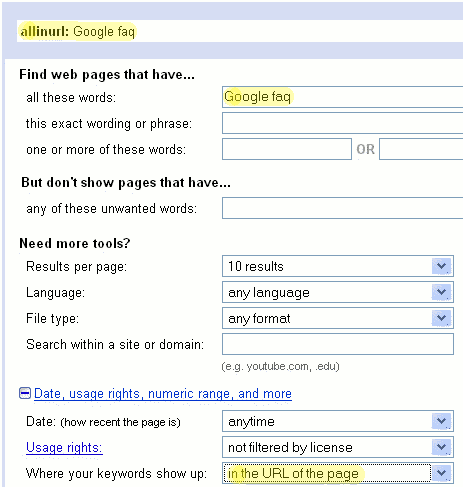 allinurl: Google faq
Find web pages that have...
all these words: Google faq
this exact wording or phrase:
one or more of these words: OR
But don't show pages that have...
any of these unwanted words:
Need more tools?
Results per page: 10 results
Language: any language
File type: any format
Search within a site or domain:
(e.g. youtube.com, .edu)
Date, usage rights, numeric range, and more
Date: (how recent the page is) anytime
Usage rights: not filtered by license
Where your keywords show up: in the URL of the page